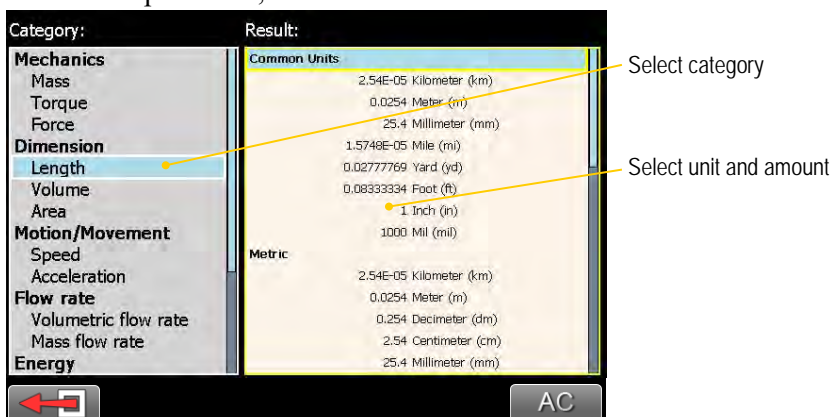 Category:
Mechanics
Mass
Torque
Force
Dimension
Length
Volume
Area
Motion/Movement
Speed
Acceleration
Flow rate
Volumetric flow rate
Mass flow rate
Energy
Result:
Common Units
2.54E-05 Kilometer (km)
0.0254 Meter (m)
25.4 Millimeter (mm)
1.5748E-05 Mile (mi)
0.02777769 Yard (yd)
0.08333334 Foot (ft)
1 Inch (in)
1000 Mil (mil)
Metric
2.54E-05 Kilometer (km)
0.0254 Meter (m)
0.254 Decimeter (dm)
2.54 Centimeter (cm)
25.4 Millimeter (mm)
AC
Select category
Select unit and amount